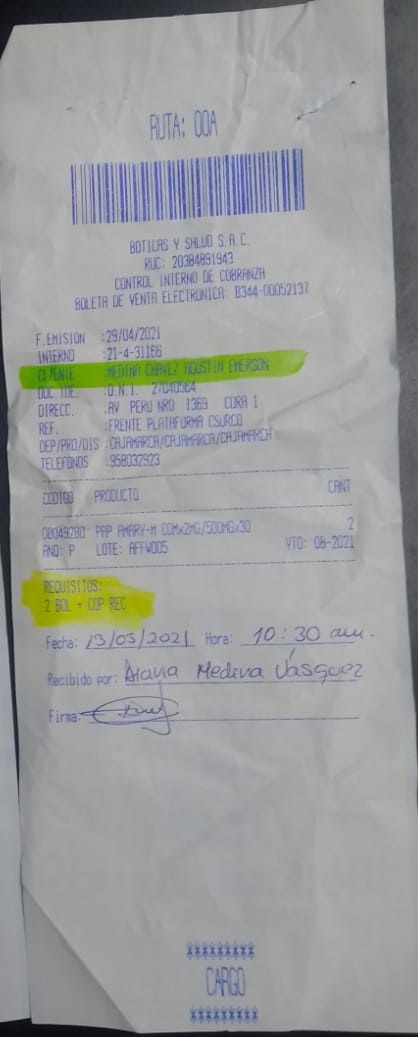 RUTA: 00A
BOTICAS Y SALUD S.A.C.
RUC: 20384891943
CONTROL INTERNO DE COBRANZA
BOLETA DE VENTA ELECTRONICA: B344-00052137
F.EMISION :29/04/2021
INTERNO :21-4-31166
CLIENTE :MEDINA CHAVEZ AGUSTIN EMERSON
DOC.IDE. :D.N.I. 27040564
DIRECC. :AV PERU NRO 1369 CDRA 1
REF. :FRENTE PLATAFORMA CSURCO
DEP/PRO/DIS :CAJAMARCA/CAJAMARCA/CAJAMARCA
TELEFONOS :958032923
CODIGO PRODUCTO CANT
00049280 PAP AMARY-M COMx2MG/500MGx30 2
ANQ: P LOTE: AFFW005 VTO: 08-2021
REQUISITOS:
2 BOL + COP REC
Fecha: 13/05/2021 Hora: 10:30 am.
Recibido por: Diana Medina Vásquez
Firma:
*********
CARGO
*********